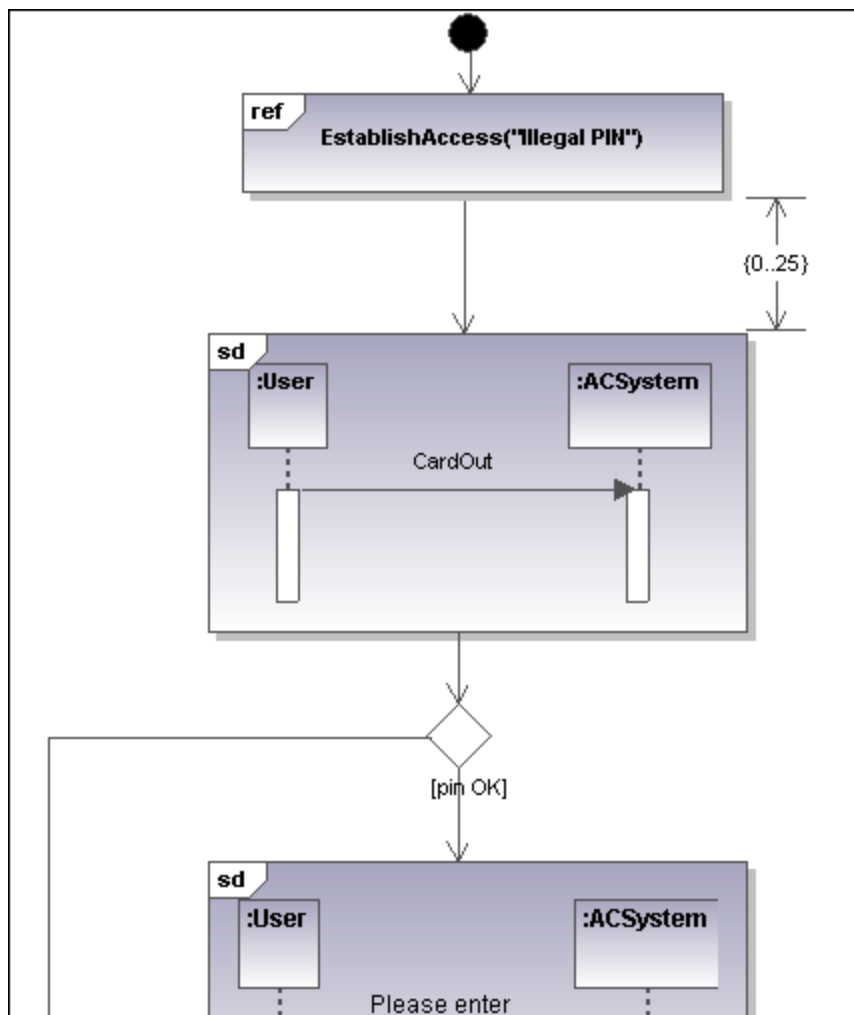 ref
EstablishAccess("Illegal PIN")
{0..25}
sd
:User
:ACSystem
CardOut
[pin OK]
sd
:User
:ACSystem
Please enter